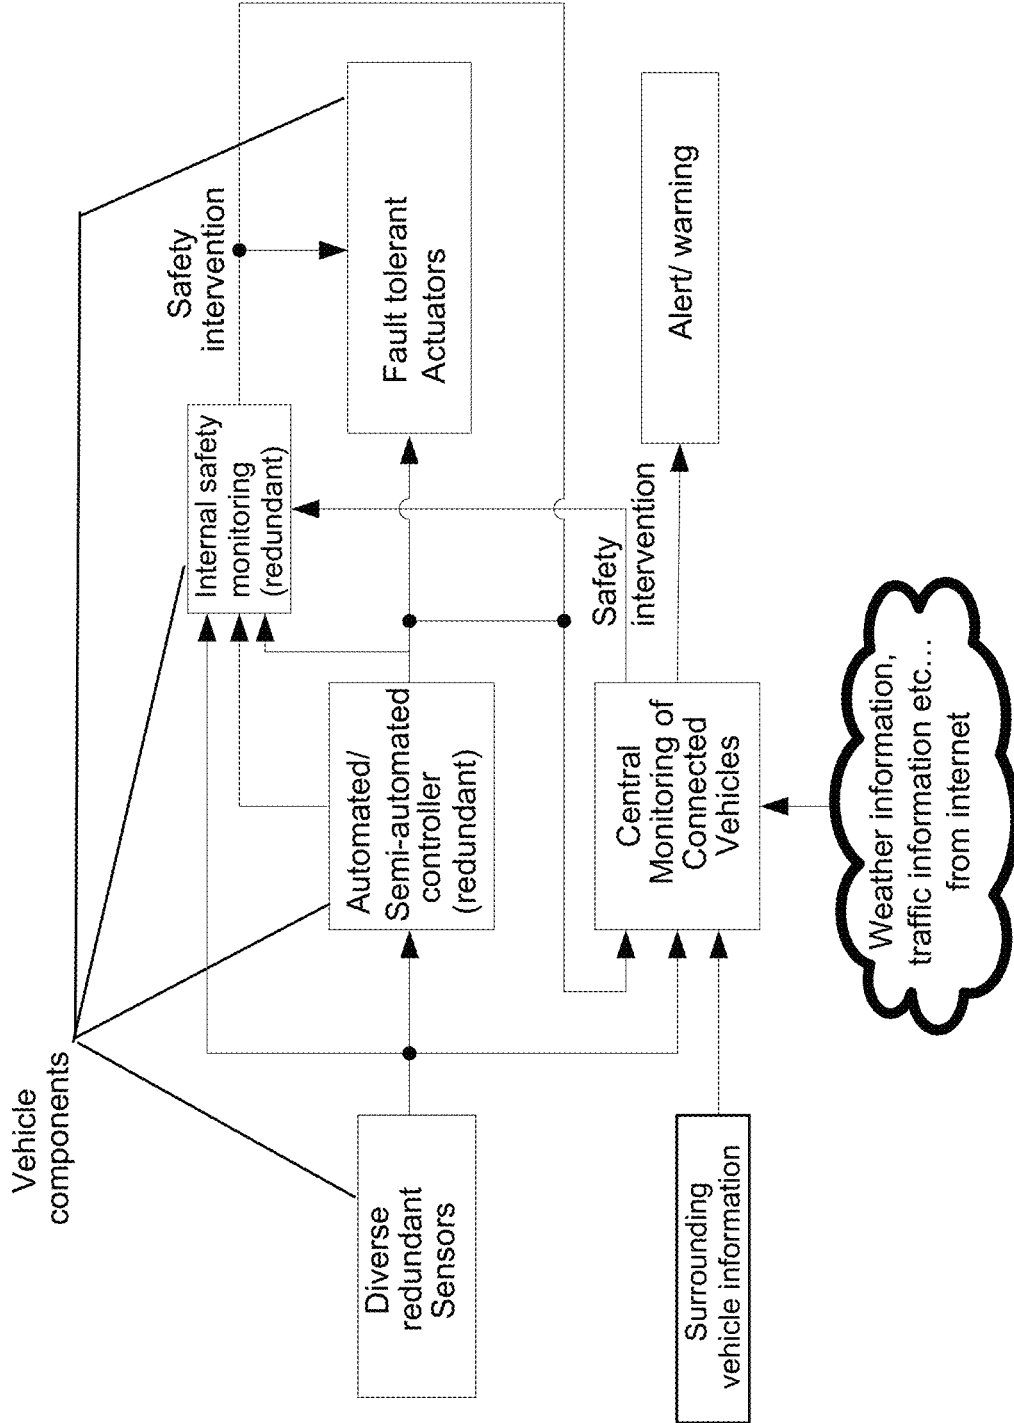 Vehicle
components
Diverse
redundant
Sensors
Automated/
Semi-automated
controller
(redundant)
Internal safety
monitoring
(redundant)
Safety
intervention
Fault tolerant
Actuators
Surrounding
vehicle information
Central
Monitoring of
Connected
Vehicles
Safety
intervention
Alert/ warning
Weather information,
traffic information etc...
from internet